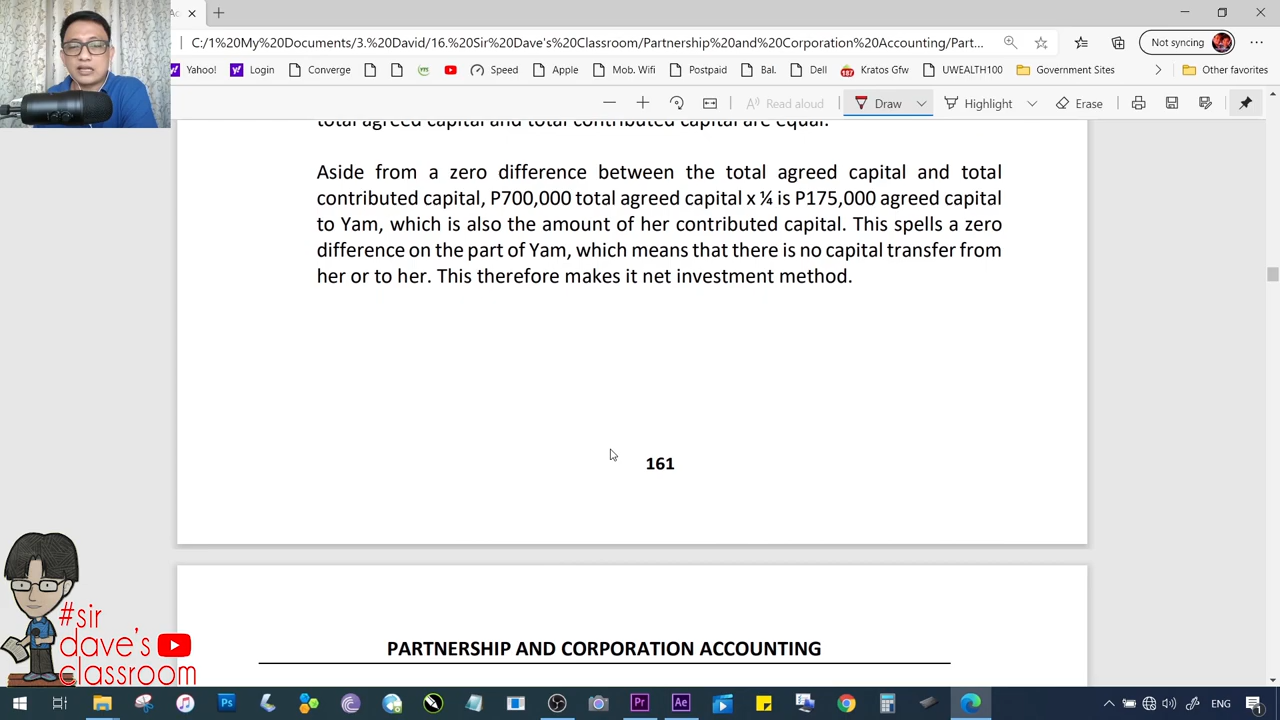 C:/1%20My%20Documents/3.%20David/16.%20Sir%20Dave's%20Classroom/Partnership%20and%20Corporation%20Accounting/Part...
Not syncing
Yahoo!
Login
Converge
Speed
Apple
Mob. Wifi
Postpaid
Bat
Dell
Kratos Gfw
UWEALTH100
Government Sites
Other favorites
Read aloud
Draw
Highlight
Erase
total agreed capital and total contributed capital are equal.
Aside from a zero difference between the total agreed capital and total
contributed capital, P700,000 total agreed capital x ¼ is P175,000 agreed capital
to Yam, which is also the amount of her contributed capital. This spells a zero
difference on the part of Yam, which means that there is no capital transfer from
her or to her. This therefore makes it net investment method.
161
#sir
dave's
classroom
PARTNERSHIP AND CORPORATION ACCOUNTING
ENG